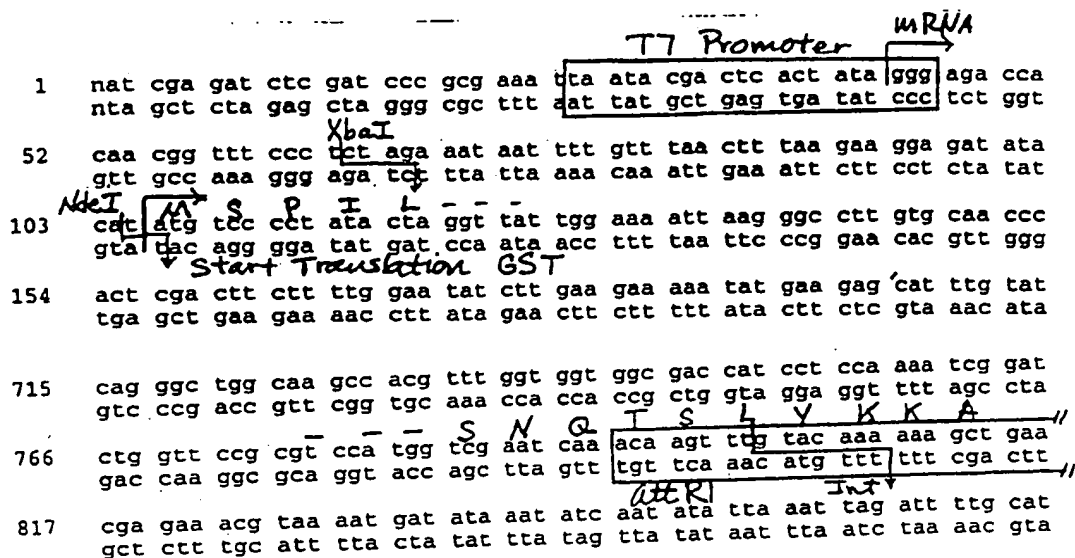 T7 Promoter mRNA
1 nat cga gat ctc gat ccc gcg aaa tta ata cga ctc act ata ggg aga cca
nta gct cta gag cta ggg cgc ttt aat tat gct gag tga tat ccc tct ggt
XbaI
52 caa cgg ttt ccc tct aga aat aat ttt gtt taa ctt taa gaa gga gat ata
gtt gcc aaa ggg aga tct tta tta aaa caa att gaa att ctt cct cta tat
NdeI M S P I L - - -
103 cat atg tcc cct ata cta ggt tat tgg aaa att aag ggc ctt gtg caa ccc
gta tac agg gga tat gat cca ata acc ttt taa ttc ccg gaa cac gtt ggg
Start Translation GST
154 act cga ctt ctt ttg gaa tat ctt gaa gaa aaa tat gaa gag cat ttg tat
tga gct gaa gaa aac ctt ata gaa ctt ctt ttt ata ctt ctc gta aac ata
715 cag ggc tgg caa gcc acg ttt ggt ggt ggc gac cat cct cca aaa tcg gat
gtc ccg acc gtt cgg tgc aaa cca cca ccg ctg gta gga ggt ttt agc cta
- - - S N Q T S L Y K K A
766 ctg gtt ccg cgt cca tgg tcg aat caa aca agt ttg tac aaa aaa gct gaa
gac caa ggc gca ggt acc agc tta gtt tgt tca aac atg ttt ttt cga ctt
attR1 Int
817 cga gaa acg taa aat gat ata aat atc aat ata tta aat tag att ttg cat
gct ctt tgc att tta cta tat tta tag tta tat aat tta atc taa aac gta